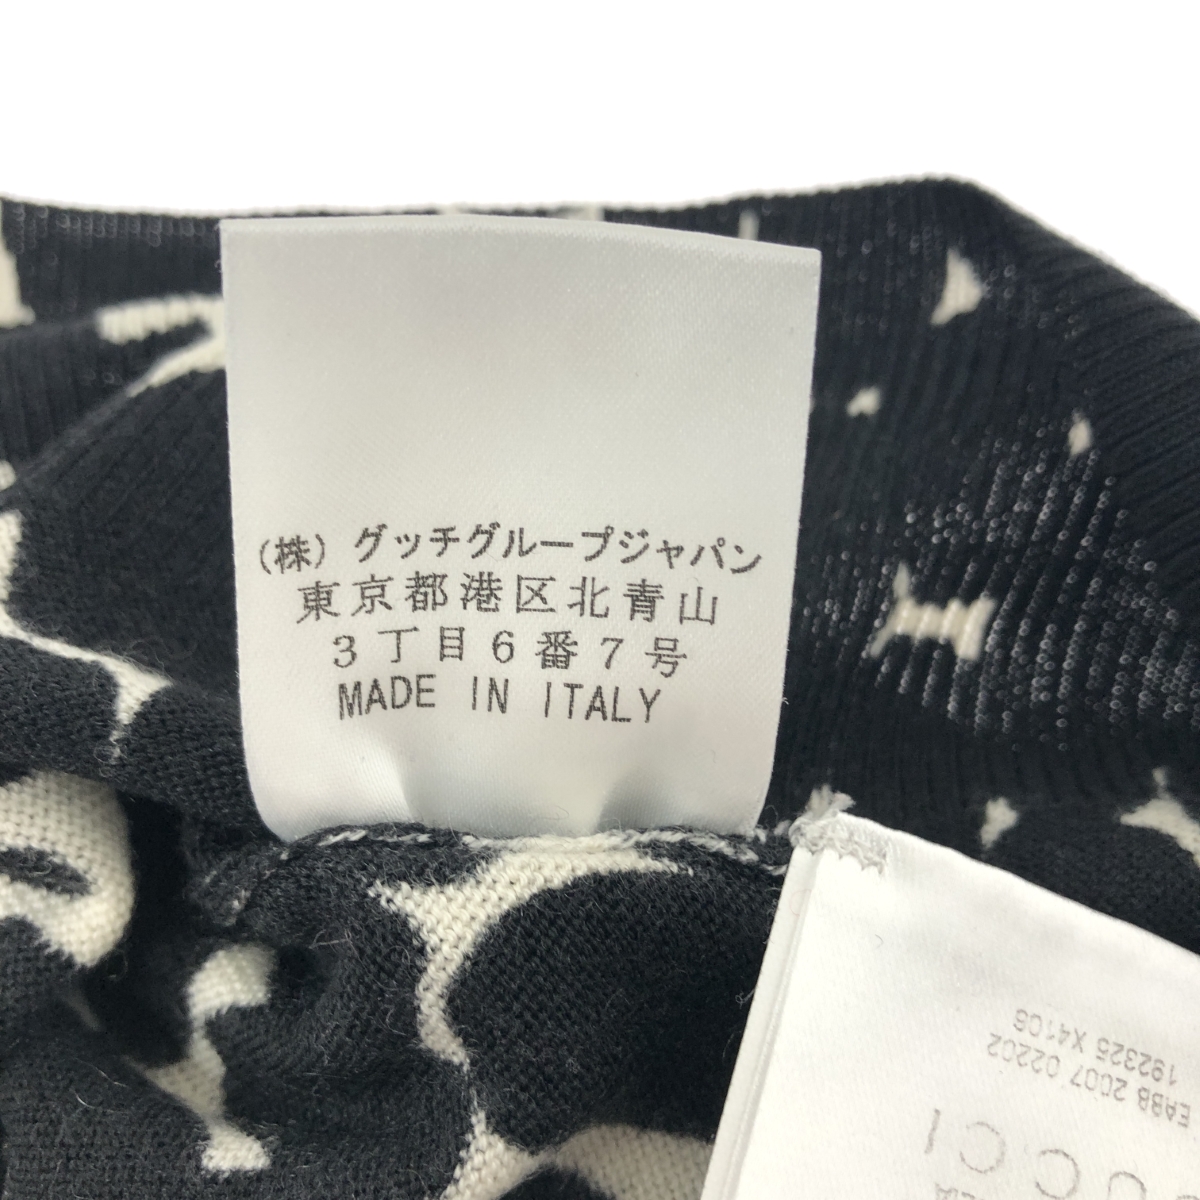 (株) グッチグループジャパン
東京都港区北青山
3丁目6番7号
MADE IN ITALY
192325 X4106
EABB 2007 02202